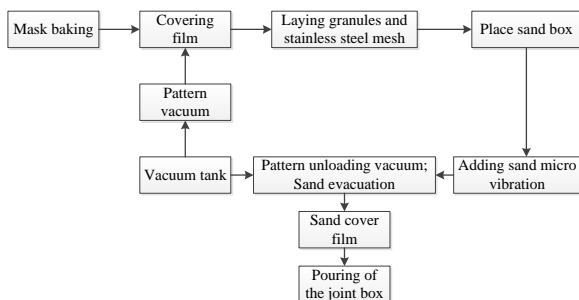 Mask baking
Covering
film
Laying granules and
stainless steel mesh
Place sand box
Pattern
vacuum
Vacuum tank
Pattern unloading vacuum;
Sand evacuation
Adding sand micro
vibration
Sand cover
film
Pouring of
the joint box